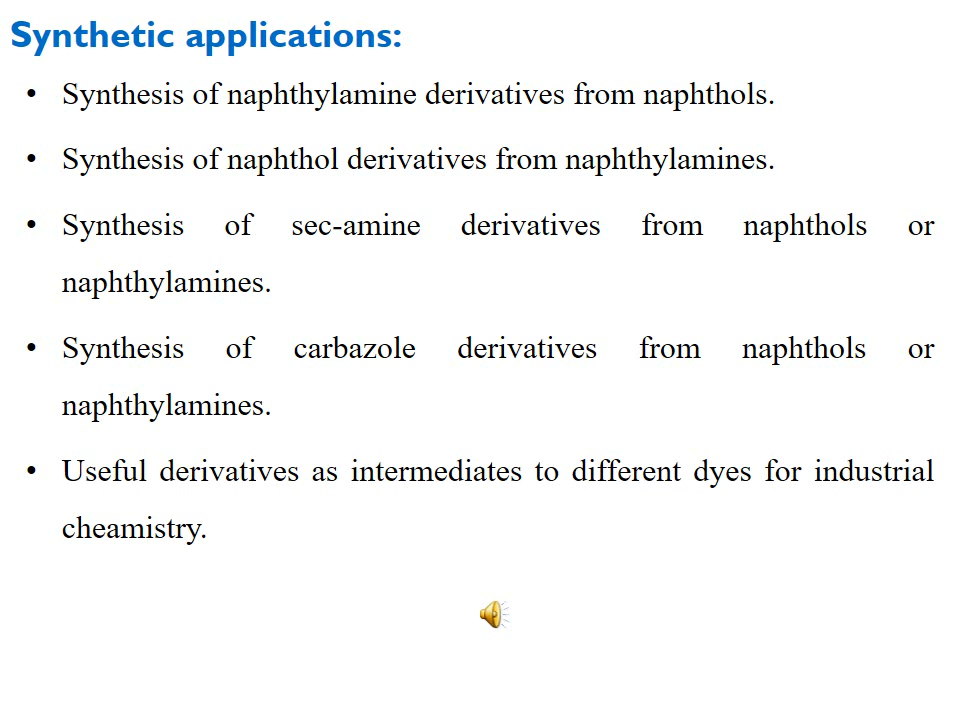 Synthetic applications:
• Synthesis of naphthylamine derivatives from naphthols.
• Synthesis of naphthol derivatives from naphthylamines.
• Synthesis of sec-amine derivatives from naphthols or
naphthylamines.
• Synthesis of carbazole derivatives from naphthols or
naphthylamines.
• Useful derivatives as intermediates to different dyes for industrial
cheamistry.